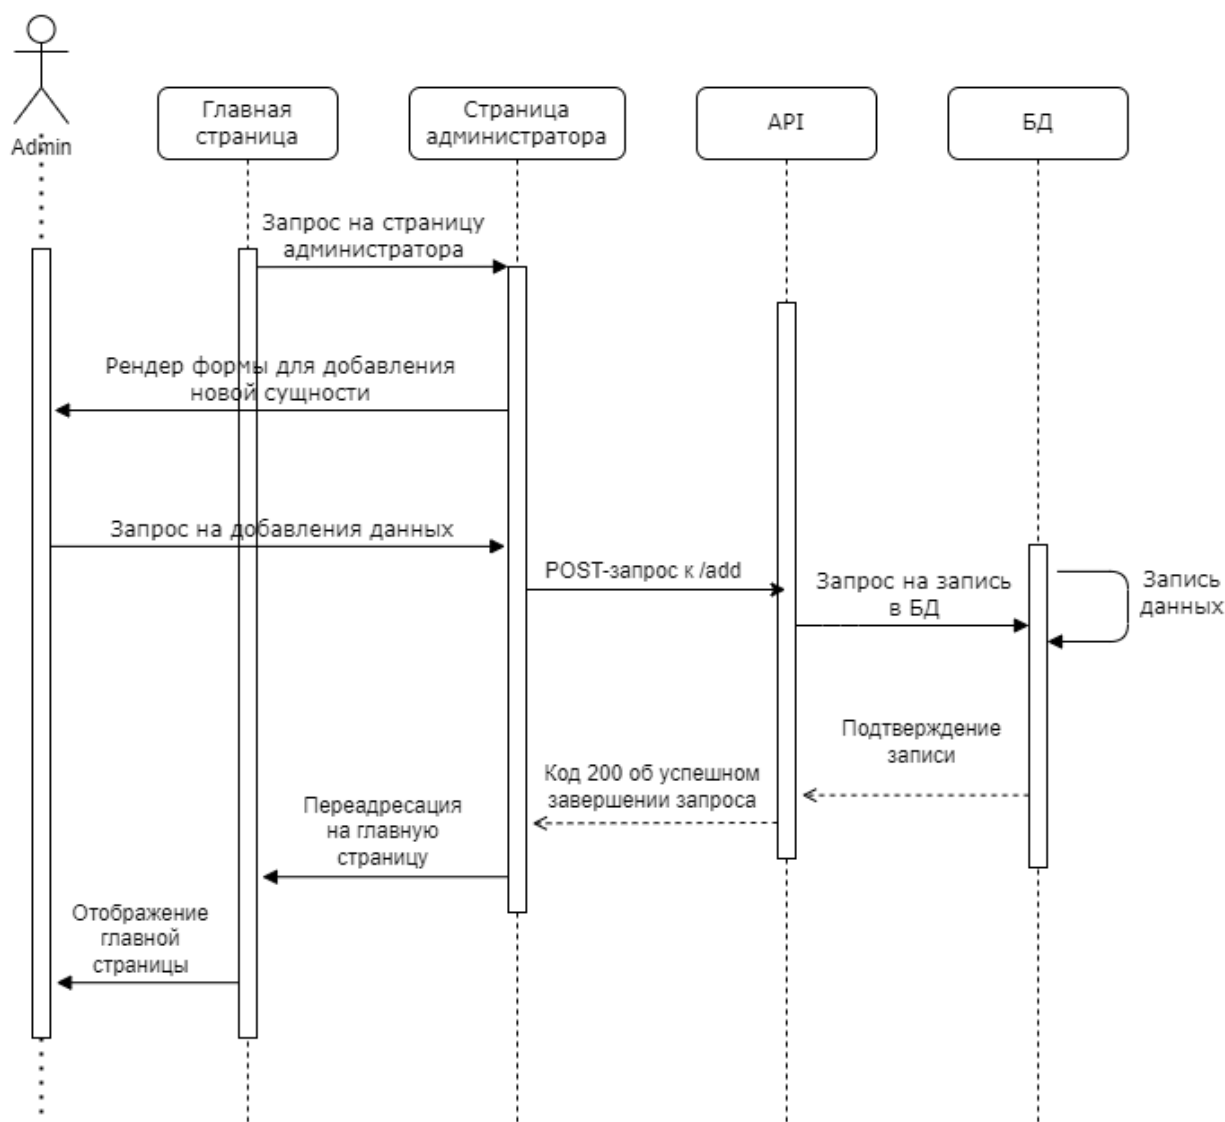 Admin
Главная
страница
Страница
администратора
API
БД
Запрос на страницу
администратора
Рендер формы для добавления
новой сущности
Запрос на добавления данных
POST-запрос к /add
Запрос на запись
в БД
Запись
данных
Подтверждение
записи
Код 200 об успешном
завершении запроса
Переадресация
на главную
страницу
Отображение
главной
страницы